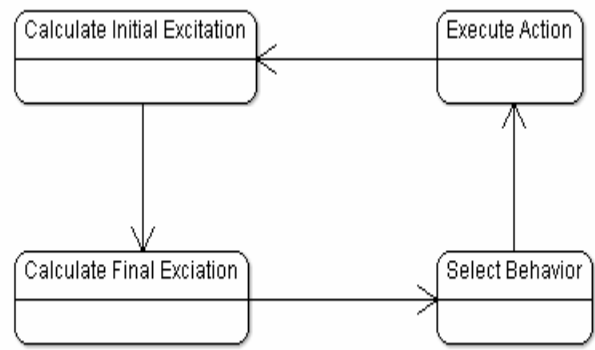 Calculate Initial Excitation
Execute Action
Calculate Final Exciation
Select Behavior